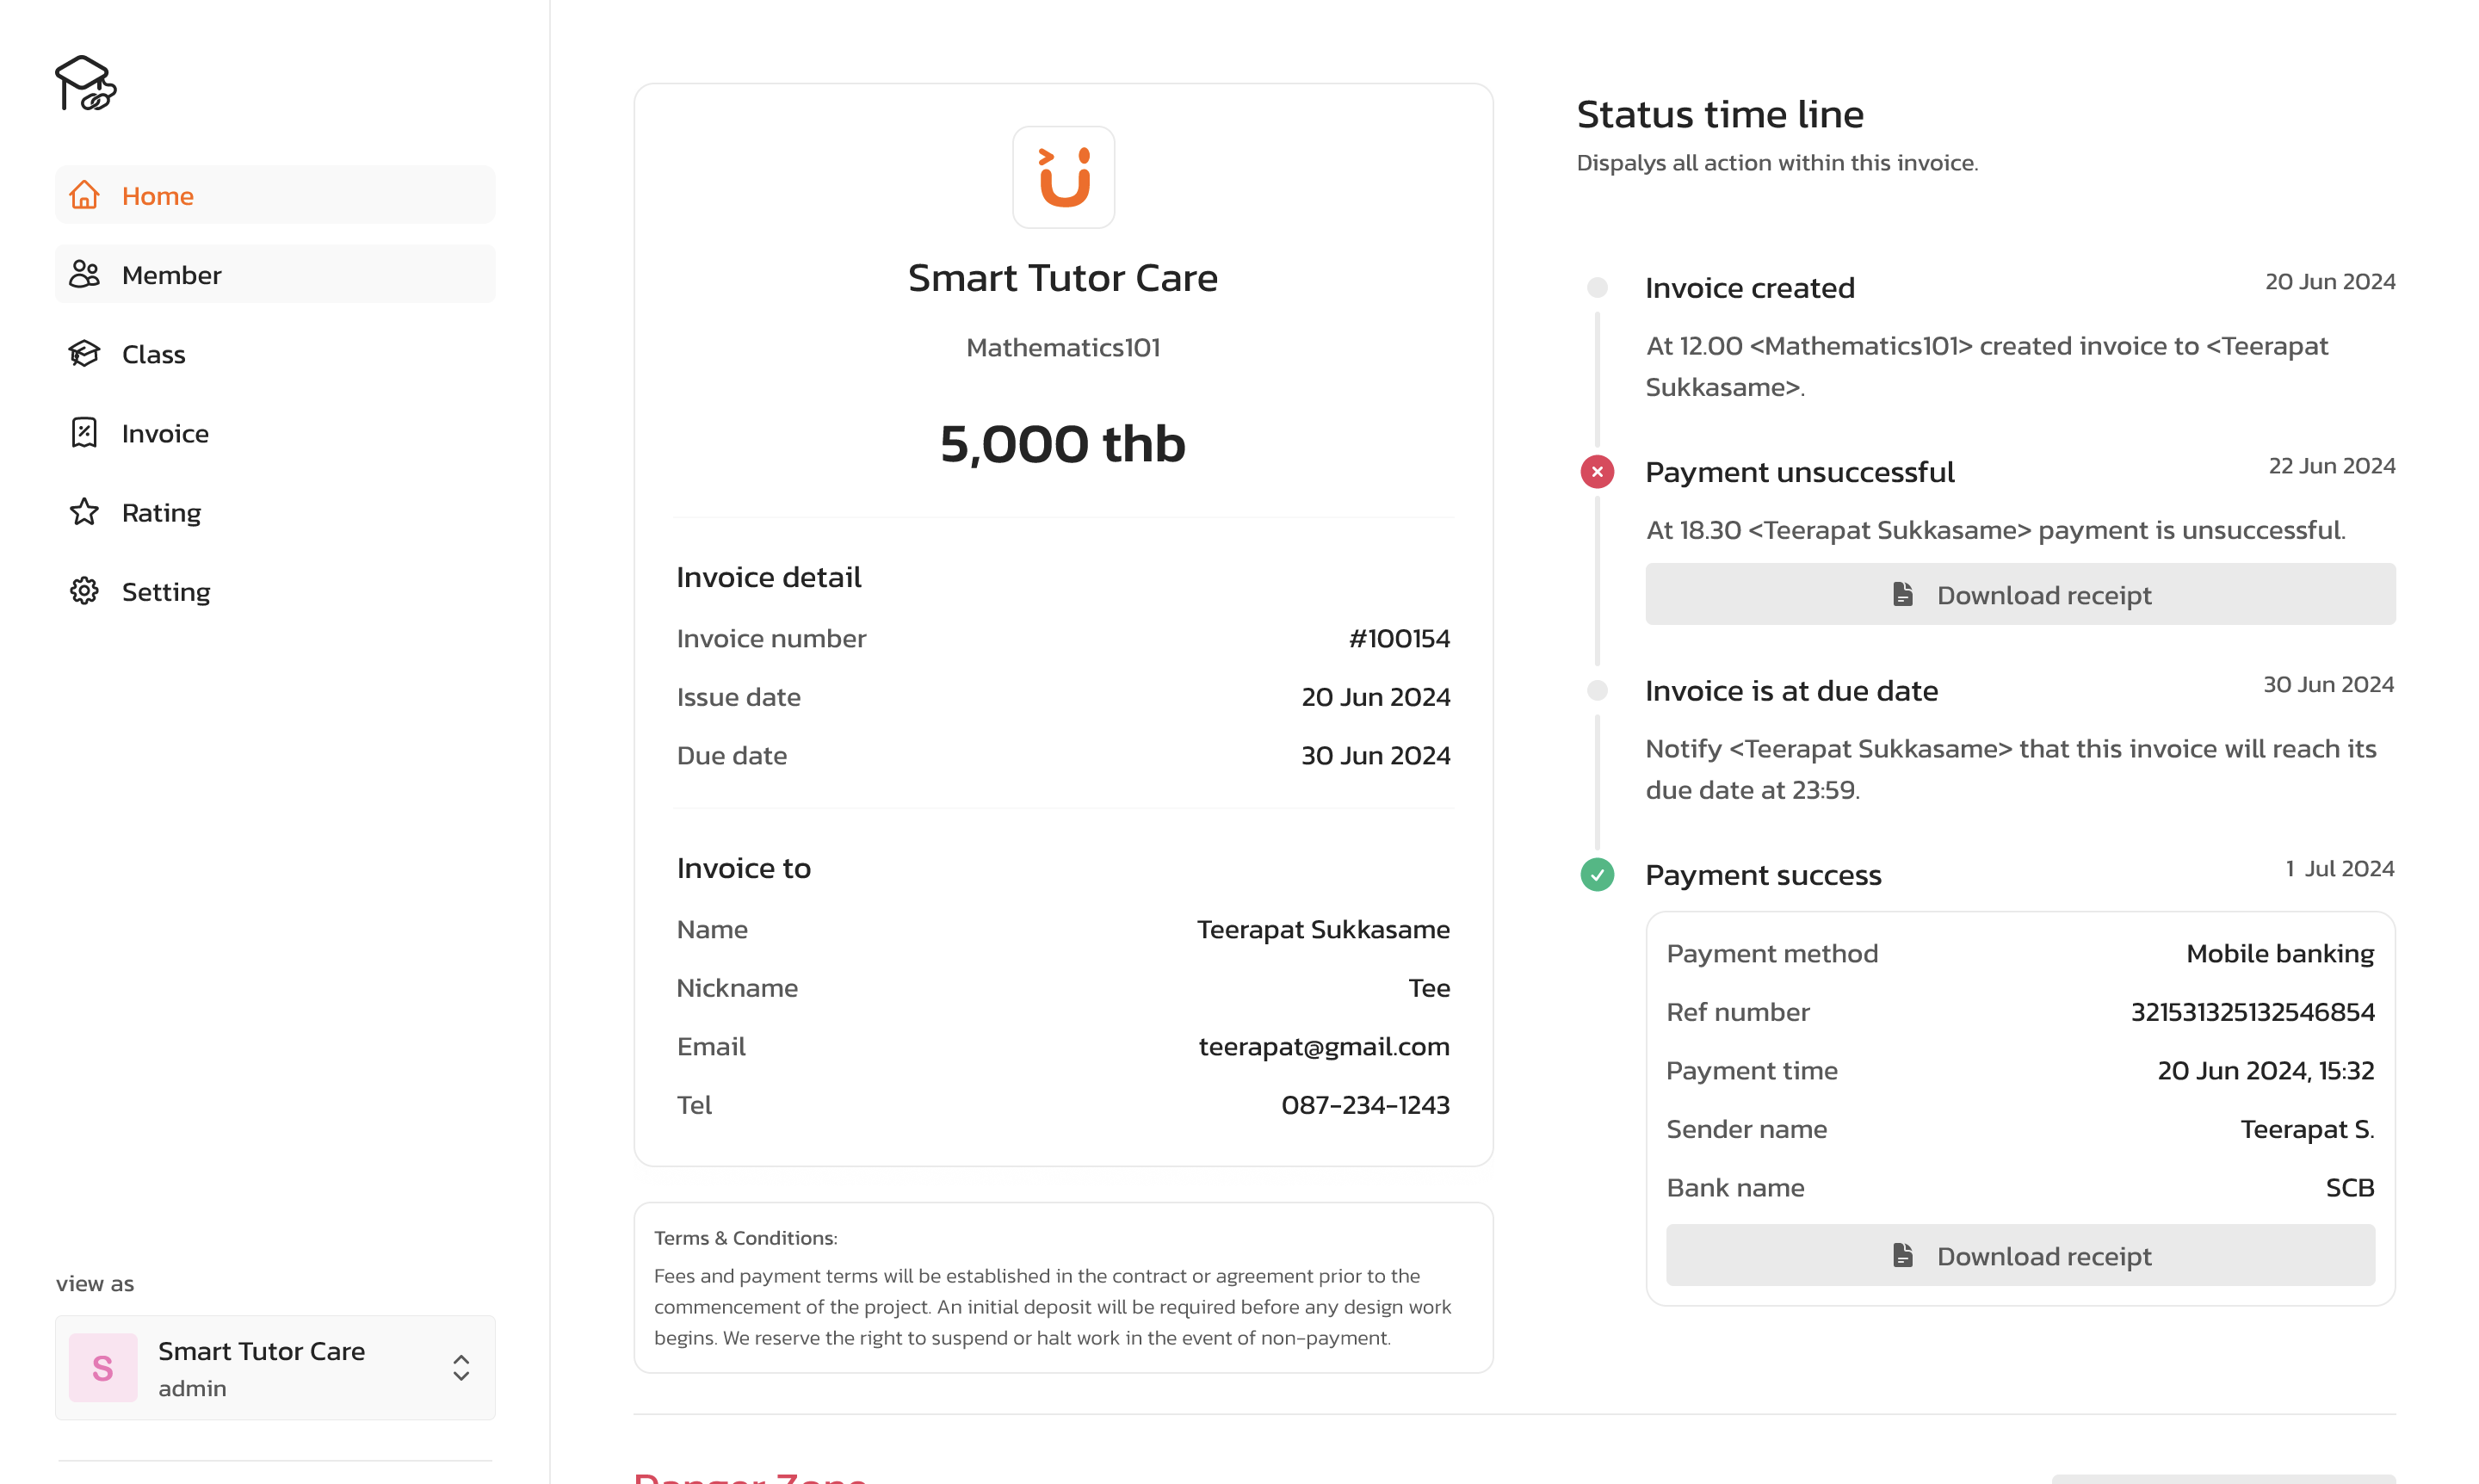 Home
Member
Class
Invoice
Rating
Setting
view as
S
Smart Tutor Care
admin
Smart Tutor Care
Mathematics101
5,000 thb
Invoice detail
Invoice number #100154
Issue date 20 Jun 2024
Due date 30 Jun 2024
Invoice to
Name Teerapat Sukkasame
Nickname Tee
Email teerapat@gmail.com
Tel 087-234-1243
Terms & Conditions:
Fees and payment terms will be established in the contract or agreement prior to the
commencement of the project. An initial deposit will be required before any design work
begins. We reserve the right to suspend or halt work in the event of non-payment.
Status time line
Dispalys all action within this invoice.
Invoice created 20 Jun 2024
At 12.00 <Mathematics101> created invoice to <Teerapat
Sukkasame>.
Payment unsuccessful 22 Jun 2024
At 18.30 <Teerapat Sukkasame> payment is unsuccessful.
Download receipt
Invoice is at due date 30 Jun 2024
Notify <Teerapat Sukkasame> that this invoice will reach its
due date at 23:59.
Payment success 1 Jul 2024
Payment method Mobile banking
Ref number 321531325132546854
Payment time 20 Jun 2024, 15:32
Sender name Teerapat S.
Bank name SCB
Download receipt
Danger Zone